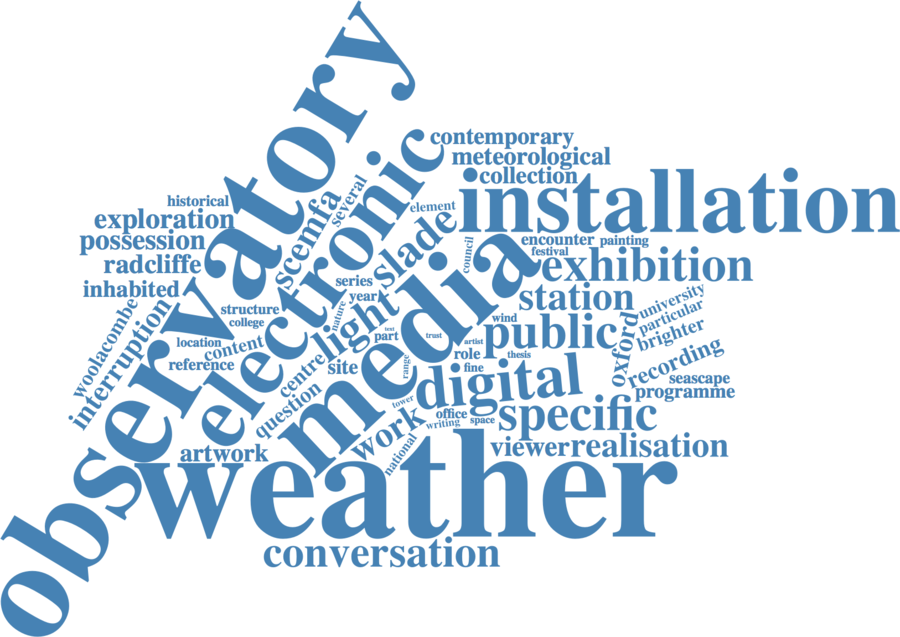 observatory
contemporary
meteorological
collection
electronic
installation
historical
several
element
exploration
scemfa
slade
possession
council
encounter
painting
festival
media
radcliffe
exhibition
inhabited
series
year
station
university
structure
nature
light
particular
college
wind
public
woolacombe
interruption
text
part
trust
oxford
brighter
location
content
artist
reference
centre
site
range
role
thesis
fine
recording
digital
seascape
programme
question
tower
office
specific
work
writing
space
artwork
national
viewer
realisation
weather
conversation